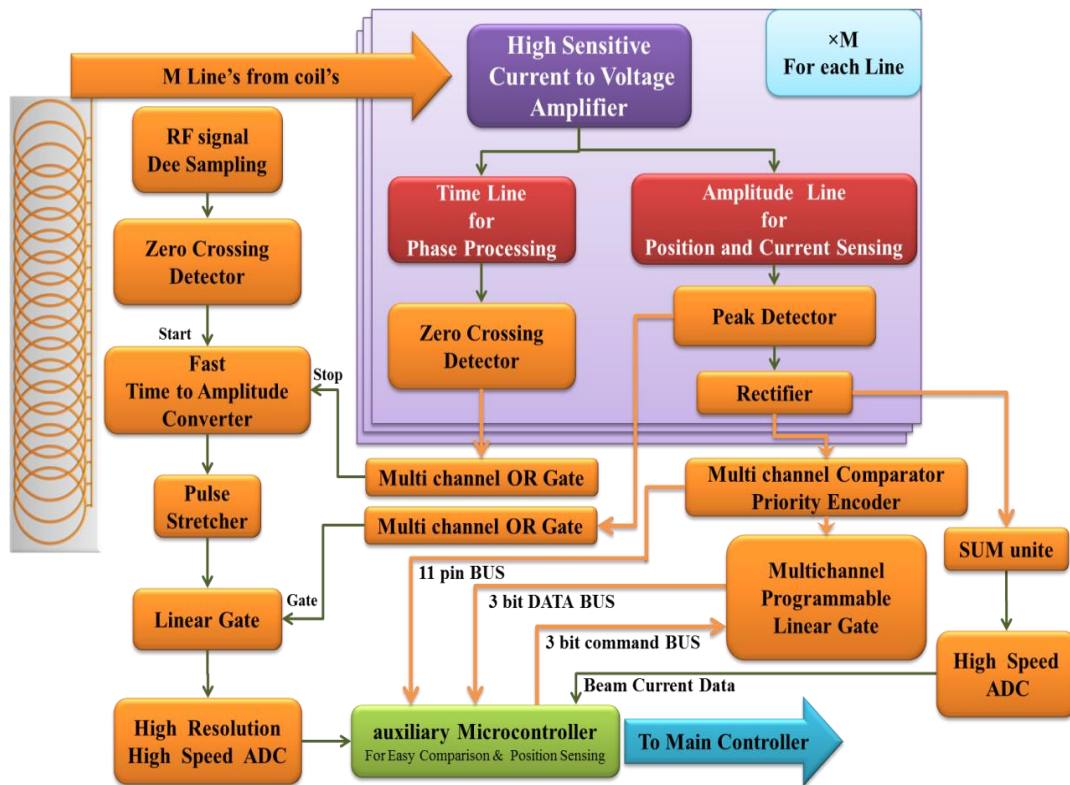 M Line's from coil's
High Sensitive
Current to Voltage
Amplifier
×M
For each Line
RF signal
Dee Sampling
Time Line
for
Phase Processing
Amplitude Line
for
Position and Current Sensing
Zero Crossing
Detector
Zero Crossing
Detector
Peak Detector
Start
Fast
Time to Amplitude
Converter
Stop
Rectifier
Multi channel OR Gate
Multi channel Comparator
Priority Encoder
Pulse
Stretcher
Multi channel OR Gate
SUM unite
11 pin BUS
Multichannel
Programmable
Linear Gate
3 bit DATA BUS
Gate
Linear Gate
3 bit command BUS
High Speed
ADC
Beam Current Data
High Resolution
High Speed ADC
auxiliary Microcontroller
For Easy Comparison & Position Sensing
To Main Controller